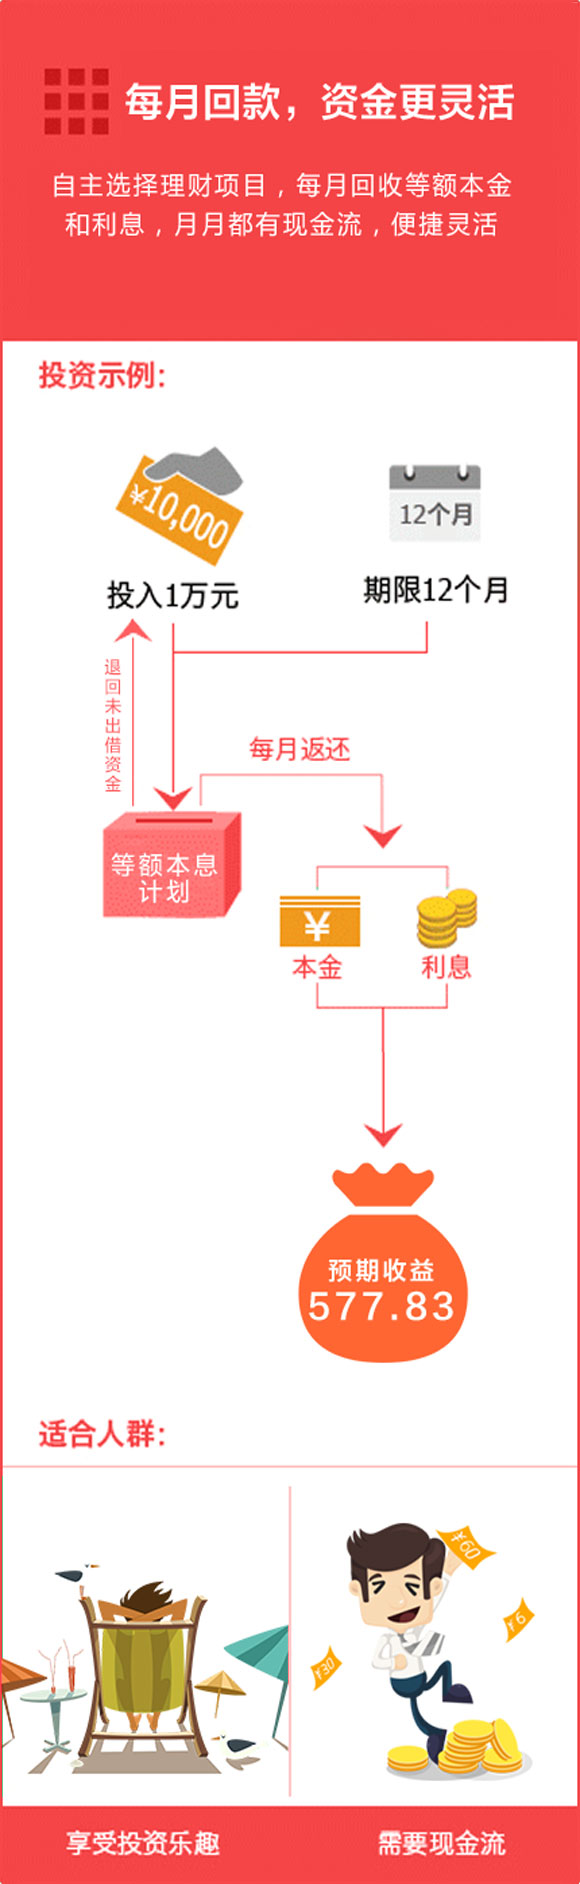 每月回款，资金更灵活
自主选择理财项目，每月回收等额本金
和利息，月月都有现金流，便捷灵活
投资示例：
10,000
12个月
投入1万元
期限12个月
退回未出借资金
每月返还
等额本息
计划
¥
本金
利息
预期收益
577.83
适合人群：
¥60
¥6
¥30
享受投资乐趣
需要现金流